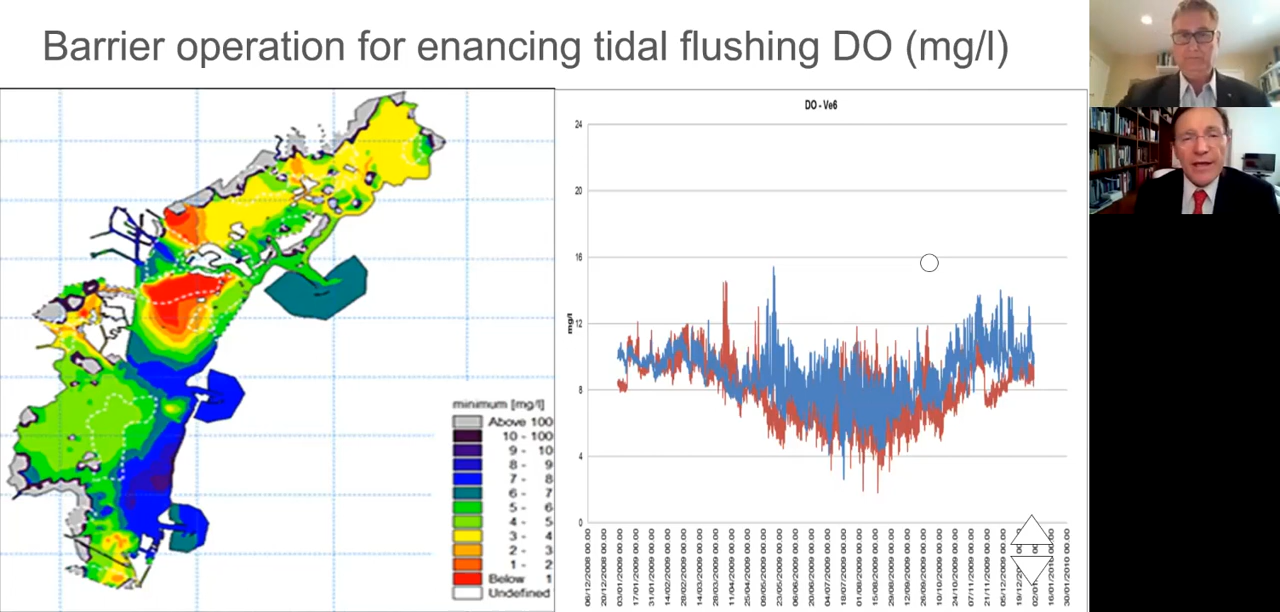 Barrier operation for enancing tidal flushing DO (mg/l)
DO - Ve6
24
20
16
12
8
4
0
mg/l
minimum [mg/l]
Above 100
10 - 100
9 - 10
8 - 9
7 - 8
6 - 7
5 - 6
4 - 5
3 - 4
2 - 3
1 - 2
Below 1
Undefined
06/12/2008 00.00
20/12/2008 00.00
03/01/2009 00.00
17/01/2009 00.00
31/01/2009 00.00
14/02/2009 00.00
28/02/2009 00.00
14/03/2009 00.00
28/03/2009 00.00
11/04/2009 00.00
25/04/2009 00.00
09/05/2009 00.00
23/05/2009 00.00
06/06/2009 00.00
20/06/2009 00.00
04/07/2009 00.00
18/07/2009 00.00
01/08/2009 00.00
15/08/2009 00.00
29/08/2009 00.00
12/09/2009 00.00
26/09/2009 00.00
10/10/2009 00.00
24/10/2009 00.00
07/11/2009 00.00
21/11/2009 00.00
05/12/2009 00.00
16/01/2010 00.00
30/01/2010 00.00